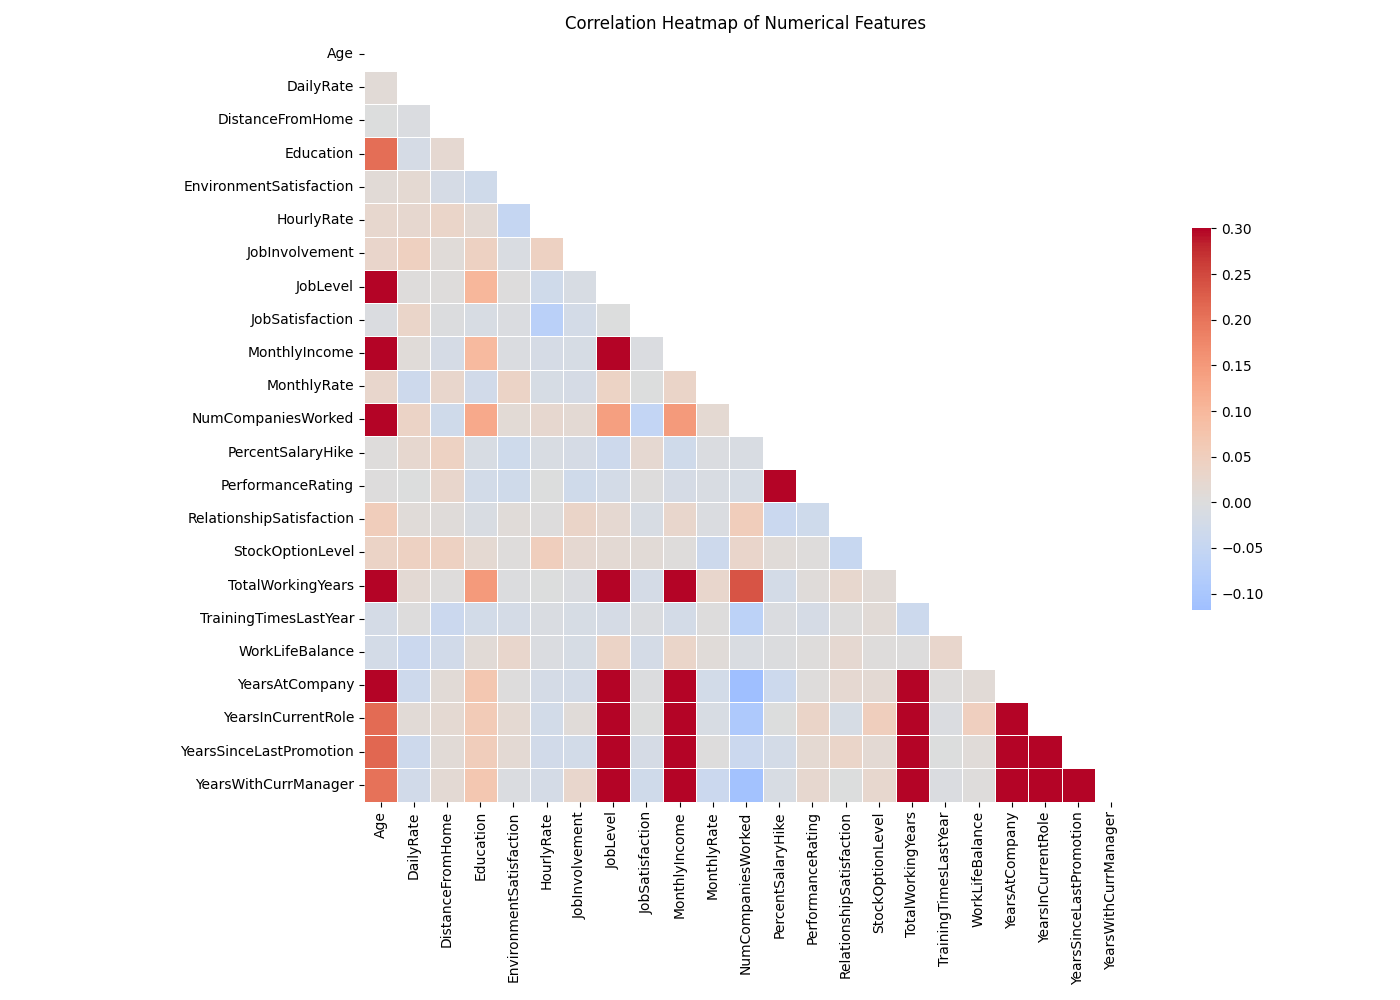 Correlation Heatmap of Numerical Features
Age
DailyRate
DistanceFromHome
Education
EnvironmentSatisfaction
HourlyRate
JobInvolvement
JobLevel
JobSatisfaction
MonthlyIncome
MonthlyRate
NumCompaniesWorked
PercentSalaryHike
PerformanceRating
RelationshipSatisfaction
StockOptionLevel
TotalWorkingYears
TrainingTimesLastYear
WorkLifeBalance
YearsAtCompany
YearsInCurrentRole
YearsSinceLastPromotion
YearsWithCurrManager
Age
DailyRate
DistanceFromHome
Education
EnvironmentSatisfaction
HourlyRate
JobInvolvement
JobLevel
JobSatisfaction
MonthlyIncome
MonthlyRate
NumCompaniesWorked
PercentSalaryHike
PerformanceRating
RelationshipSatisfaction
StockOptionLevel
TotalWorkingYears
TrainingTimesLastYear
WorkLifeBalance
YearsAtCompany
YearsInCurrentRole
YearsSinceLastPromotion
YearsWithCurrManager
0.30
0.25
0.20
0.15
0.10
0.05
0.00
−0.05
−0.10